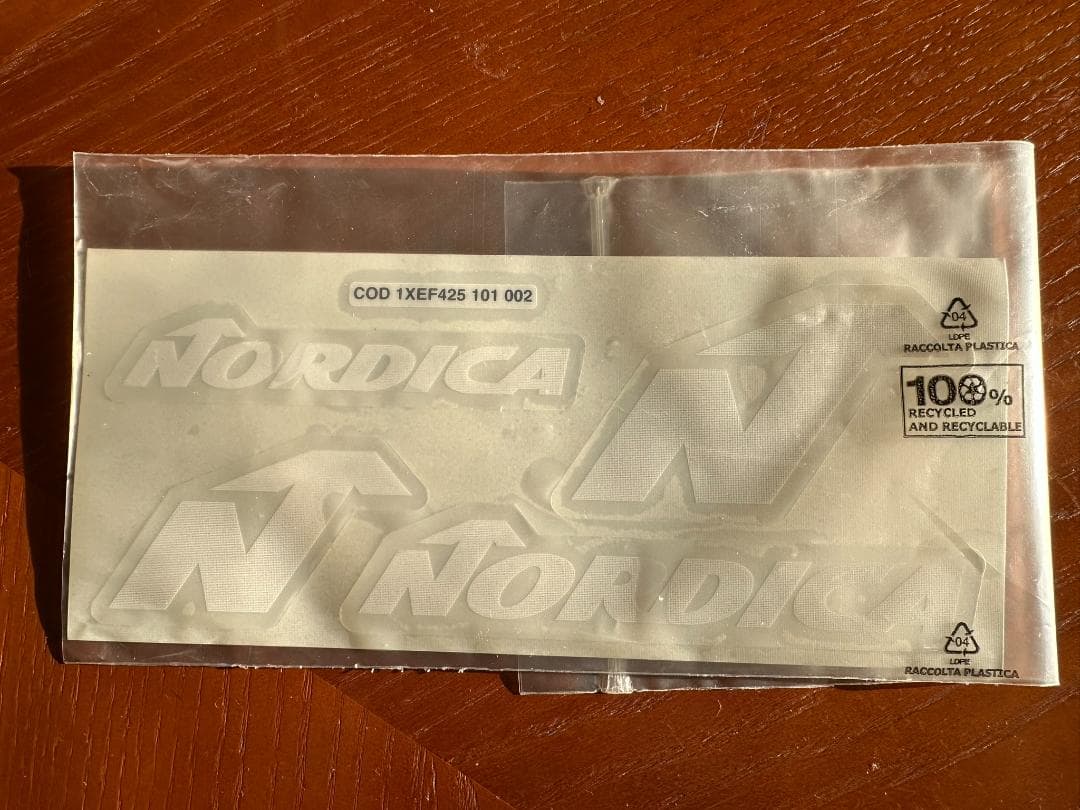 COD 1XEF425 101 002
NORDICA
N
N
NORDICA
04
LDPE
RACCOLTA PLASTICA
100%
RECYCLED
AND RECYCLABLE
04
LDPE
RACCOLTA PLASTICA